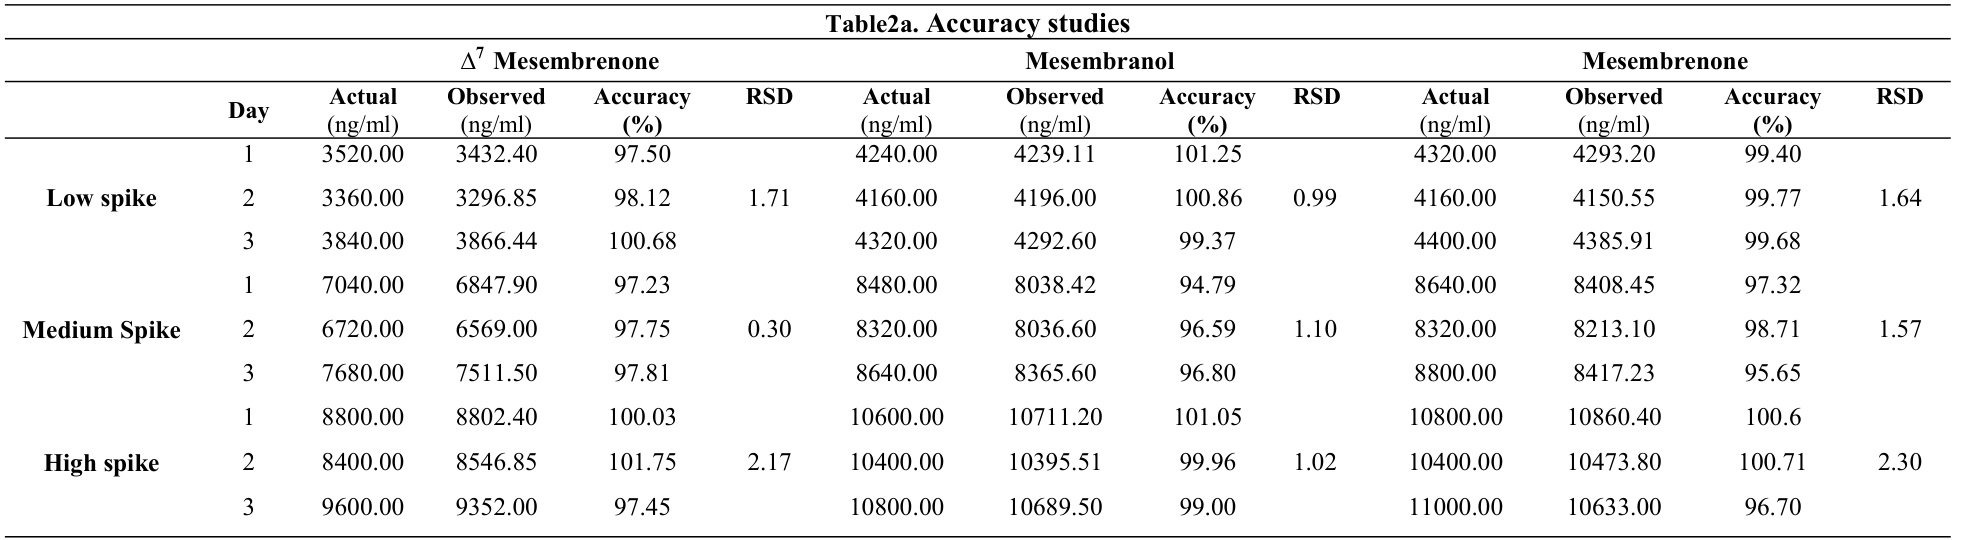 Table2a. Accuracy studies
Δ7 Mesembrenone Mesembranol Mesembrenone
Day Actual (ng/ml) Observed (ng/ml) Accuracy (%) RSD Actual (ng/ml) Observed (ng/ml) Accuracy (%) RSD Actual (ng/ml) Observed (ng/ml) Accuracy (%) RSD
1 3520.00 3432.40 97.50 4240.00 4239.11 101.25 4320.00 4293.20 99.40
Low spike 2 3360.00 3296.85 98.12 1.71 4160.00 4196.00 100.86 0.99 4160.00 4150.55 99.77 1.64
3 3840.00 3866.44 100.68 4320.00 4292.60 99.37 4400.00 4385.91 99.68
1 7040.00 6847.90 97.23 8480.00 8038.42 94.79 8640.00 8408.45 97.32
Medium Spike 2 6720.00 6569.00 97.75 0.30 8320.00 8036.60 96.59 1.10 8320.00 8213.10 98.71 1.57
3 7680.00 7511.50 97.81 8640.00 8365.60 96.80 8800.00 8417.23 95.65
1 8800.00 8802.40 100.03 10600.00 10711.20 101.05 10800.00 10860.40 100.6
High spike 2 8400.00 8546.85 101.75 2.17 10400.00 10395.51 99.96 1.02 10400.00 10473.80 100.71 2.30
3 9600.00 9352.00 97.45 10800.00 10689.50 99.00 11000.00 10633.00 96.70